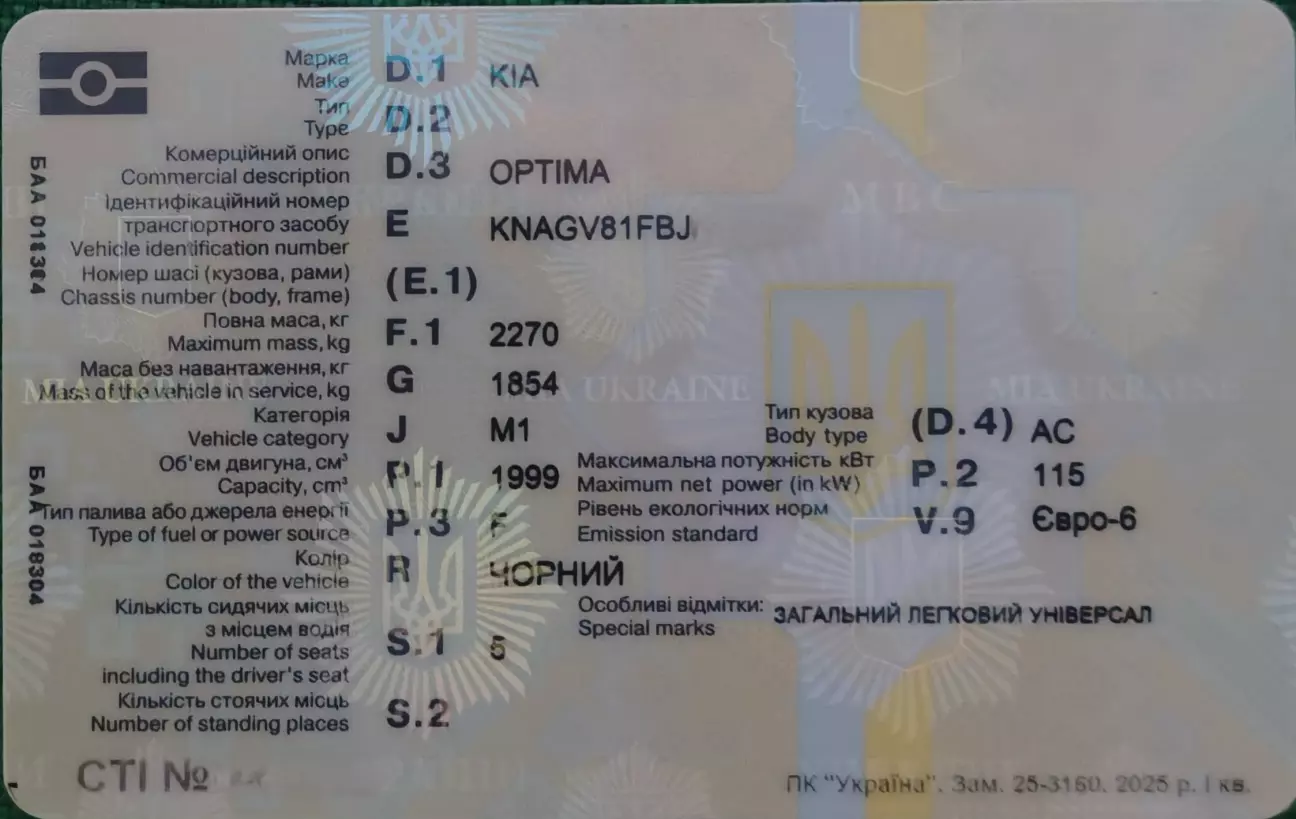 Марка
Make D.1 KIA
Тип
Type D.2
Комерційний опис
Commercial description D.3 OPTIMA
Ідентифікаційний номер
транспортного засобу
Vehicle identification number E KNAGV81FBJ
Номер шасі (кузова, рами)
Chassis number (body, frame) (E.1)
Повна маса, кг
Maximum mass, kg F.1 2270
Маса без навантаження, кг
Mass of the vehicle in service, kg G 1854
Категорія
Vehicle category J M1
Тип кузова
Body type (D.4) AC
Об'єм двигуна, см³
Capacity, cm³ P.1 1999
Максимальна потужність кВт
Maximum net power (in kW) P.2 115
Тип палива або джерела енергії
Type of fuel or power source P.3 F
Рівень екологічних норм
Emission standard V.9 Євро-6
Колір
Color of the vehicle R ЧОРНИЙ
Кількість сидячих місць
з місцем водія
Number of seats
including the driver's seat S.1 5
Особливі відмітки: ЗАГАЛЬНИЙ ЛЕГКОВИЙ УНІВЕРСАЛ
Special marks
Кількість стоячих місць
Number of standing places S.2
СТІ №
ПК "Україна". Зам. 25-3160. 2025 р. І кв.
БАА 018304
БАА 018304
МВС
MIA UKRAINE
MIA UKRAINE
MIA UKRAINE